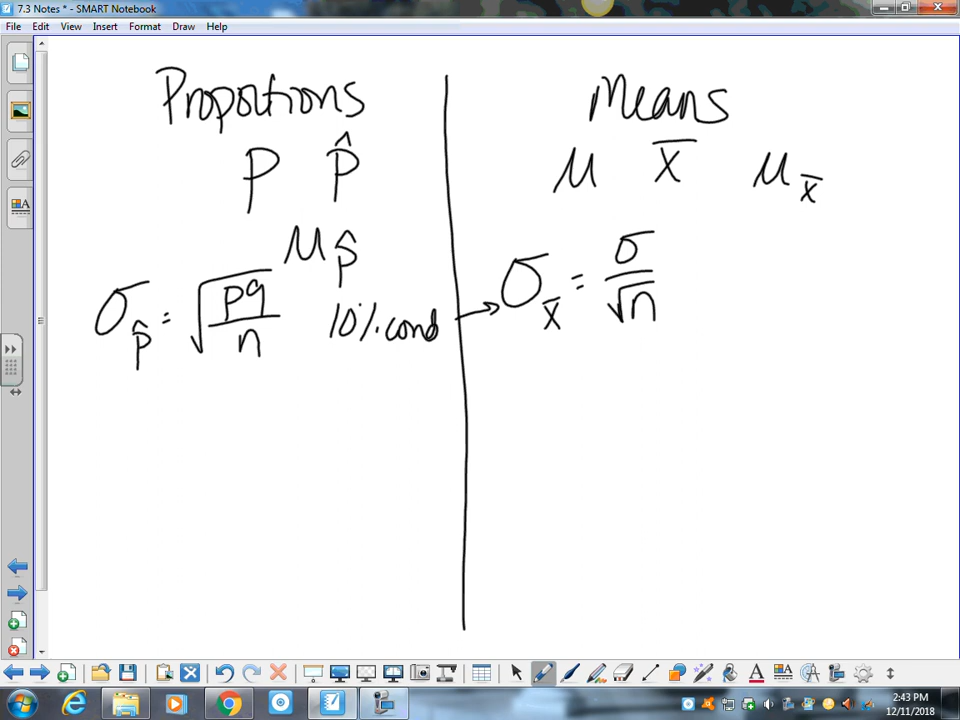 7.3 Notes * - SMART Notebook
File Edit View Insert Format Draw Help
Proportions
p p̂
μp̂
σp̂ = √(pq/n) 10% cond →
Means
μ x̄ μx̄
σx̄ = σ/√n
2:43 PM
12/11/2018